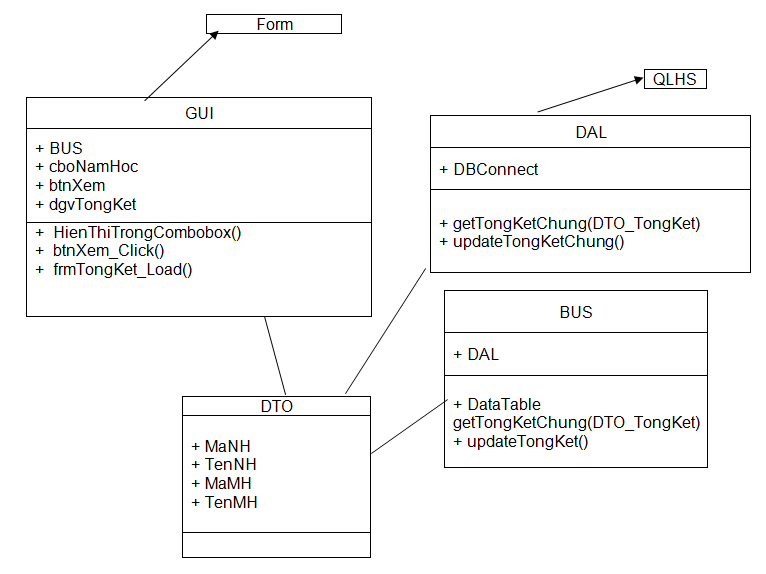 Form
GUI
+ BUS
+ cboNamHoc
+ btnXem
+ dgvTongKet
+ HienThiTrongCombobox()
+ btnXem_Click()
+ frmTongKet_Load()
QLHS
DAL
+ DBConnect
+ getTongKetChung(DTO_TongKet)
+ updateTongKetChung()
BUS
+ DAL
+ DataTable
getTongKetChung(DTO_TongKet)
+ updateTongKet()
DTO
+ MaNH
+ TenNH
+ MaMH
+ TenMH